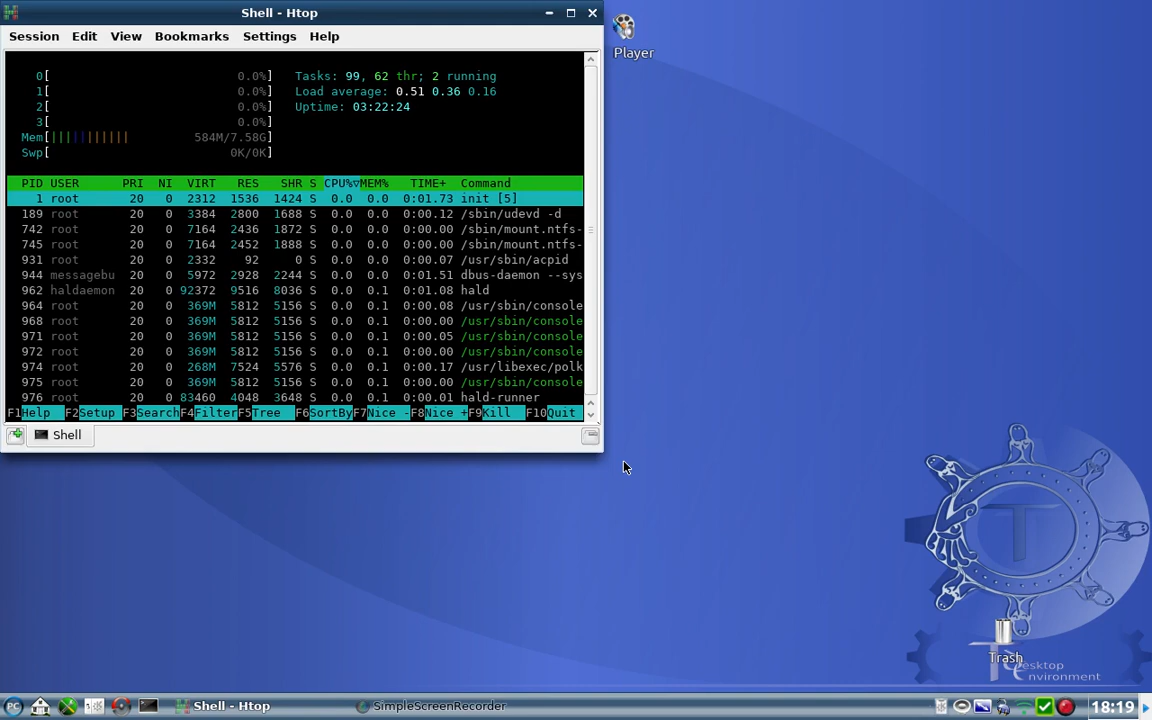 Shell - Htop
Session Edit View Bookmarks Settings Help
Player
0[ 0.0%] Tasks: 99, 62 thr; 2 running
1[ 0.0%] Load average: 0.51 0.36 0.16
2[ 0.0%] Uptime: 03:22:24
3[ 0.0%]
Mem[||||||||||||| 584M/7.58G]
Swp[ 0K/0K]
PID USER PRI NI VIRT RES SHR S CPU%▽MEM% TIME+ Command
1 root 20 0 2312 1536 1424 S 0.0 0.0 0:01.73 init [5]
189 root 20 0 3384 2800 1688 S 0.0 0.0 0:00.12 /sbin/udevd -d
742 root 20 0 7164 2436 1872 S 0.0 0.0 0:00.00 /sbin/mount.ntfs-
745 root 20 0 7164 2452 1888 S 0.0 0.0 0:00.00 /sbin/mount.ntfs-
931 root 20 0 2332 92 0 S 0.0 0.0 0:00.07 /usr/sbin/acpid
944 messagebu 20 0 5972 2928 2244 S 0.0 0.0 0:01.51 dbus-daemon --sys
962 haldaemon 20 0 92372 9516 8036 S 0.0 0.1 0:01.08 hald
964 root 20 0 369M 5812 5156 S 0.0 0.1 0:00.08 /usr/sbin/console
968 root 20 0 369M 5812 5156 S 0.0 0.1 0:00.00 /usr/sbin/console
971 root 20 0 369M 5812 5156 S 0.0 0.1 0:00.05 /usr/sbin/console
972 root 20 0 369M 5812 5156 S 0.0 0.1 0:00.00 /usr/sbin/console
974 root 20 0 268M 7524 5576 S 0.0 0.1 0:00.17 /usr/libexec/polk
975 root 20 0 369M 5812 5156 S 0.0 0.1 0:00.00 /usr/sbin/console
976 root 20 0 83460 4048 3648 S 0.0 0.1 0:00.01 hald-runner
F1Help F2Setup F3SearchF4FilterF5Tree F6SortByF7Nice -F8Nice +F9Kill F10Quit
Shell
T
Trash
Desktop
Environment
PC Shell - Htop SimpleScreenRecorder 18:19